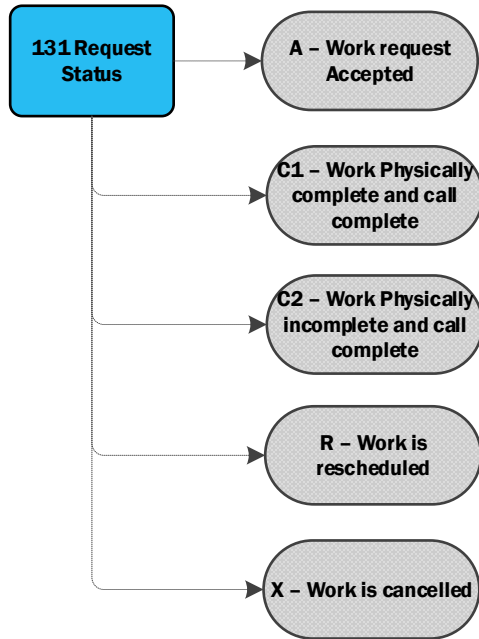 131 Request
Status
A – Work request
Accepted
C1 – Work Physically
complete and call
complete
C2 – Work Physically
incomplete and call
complete
R – Work is
rescheduled
X – Work is cancelled